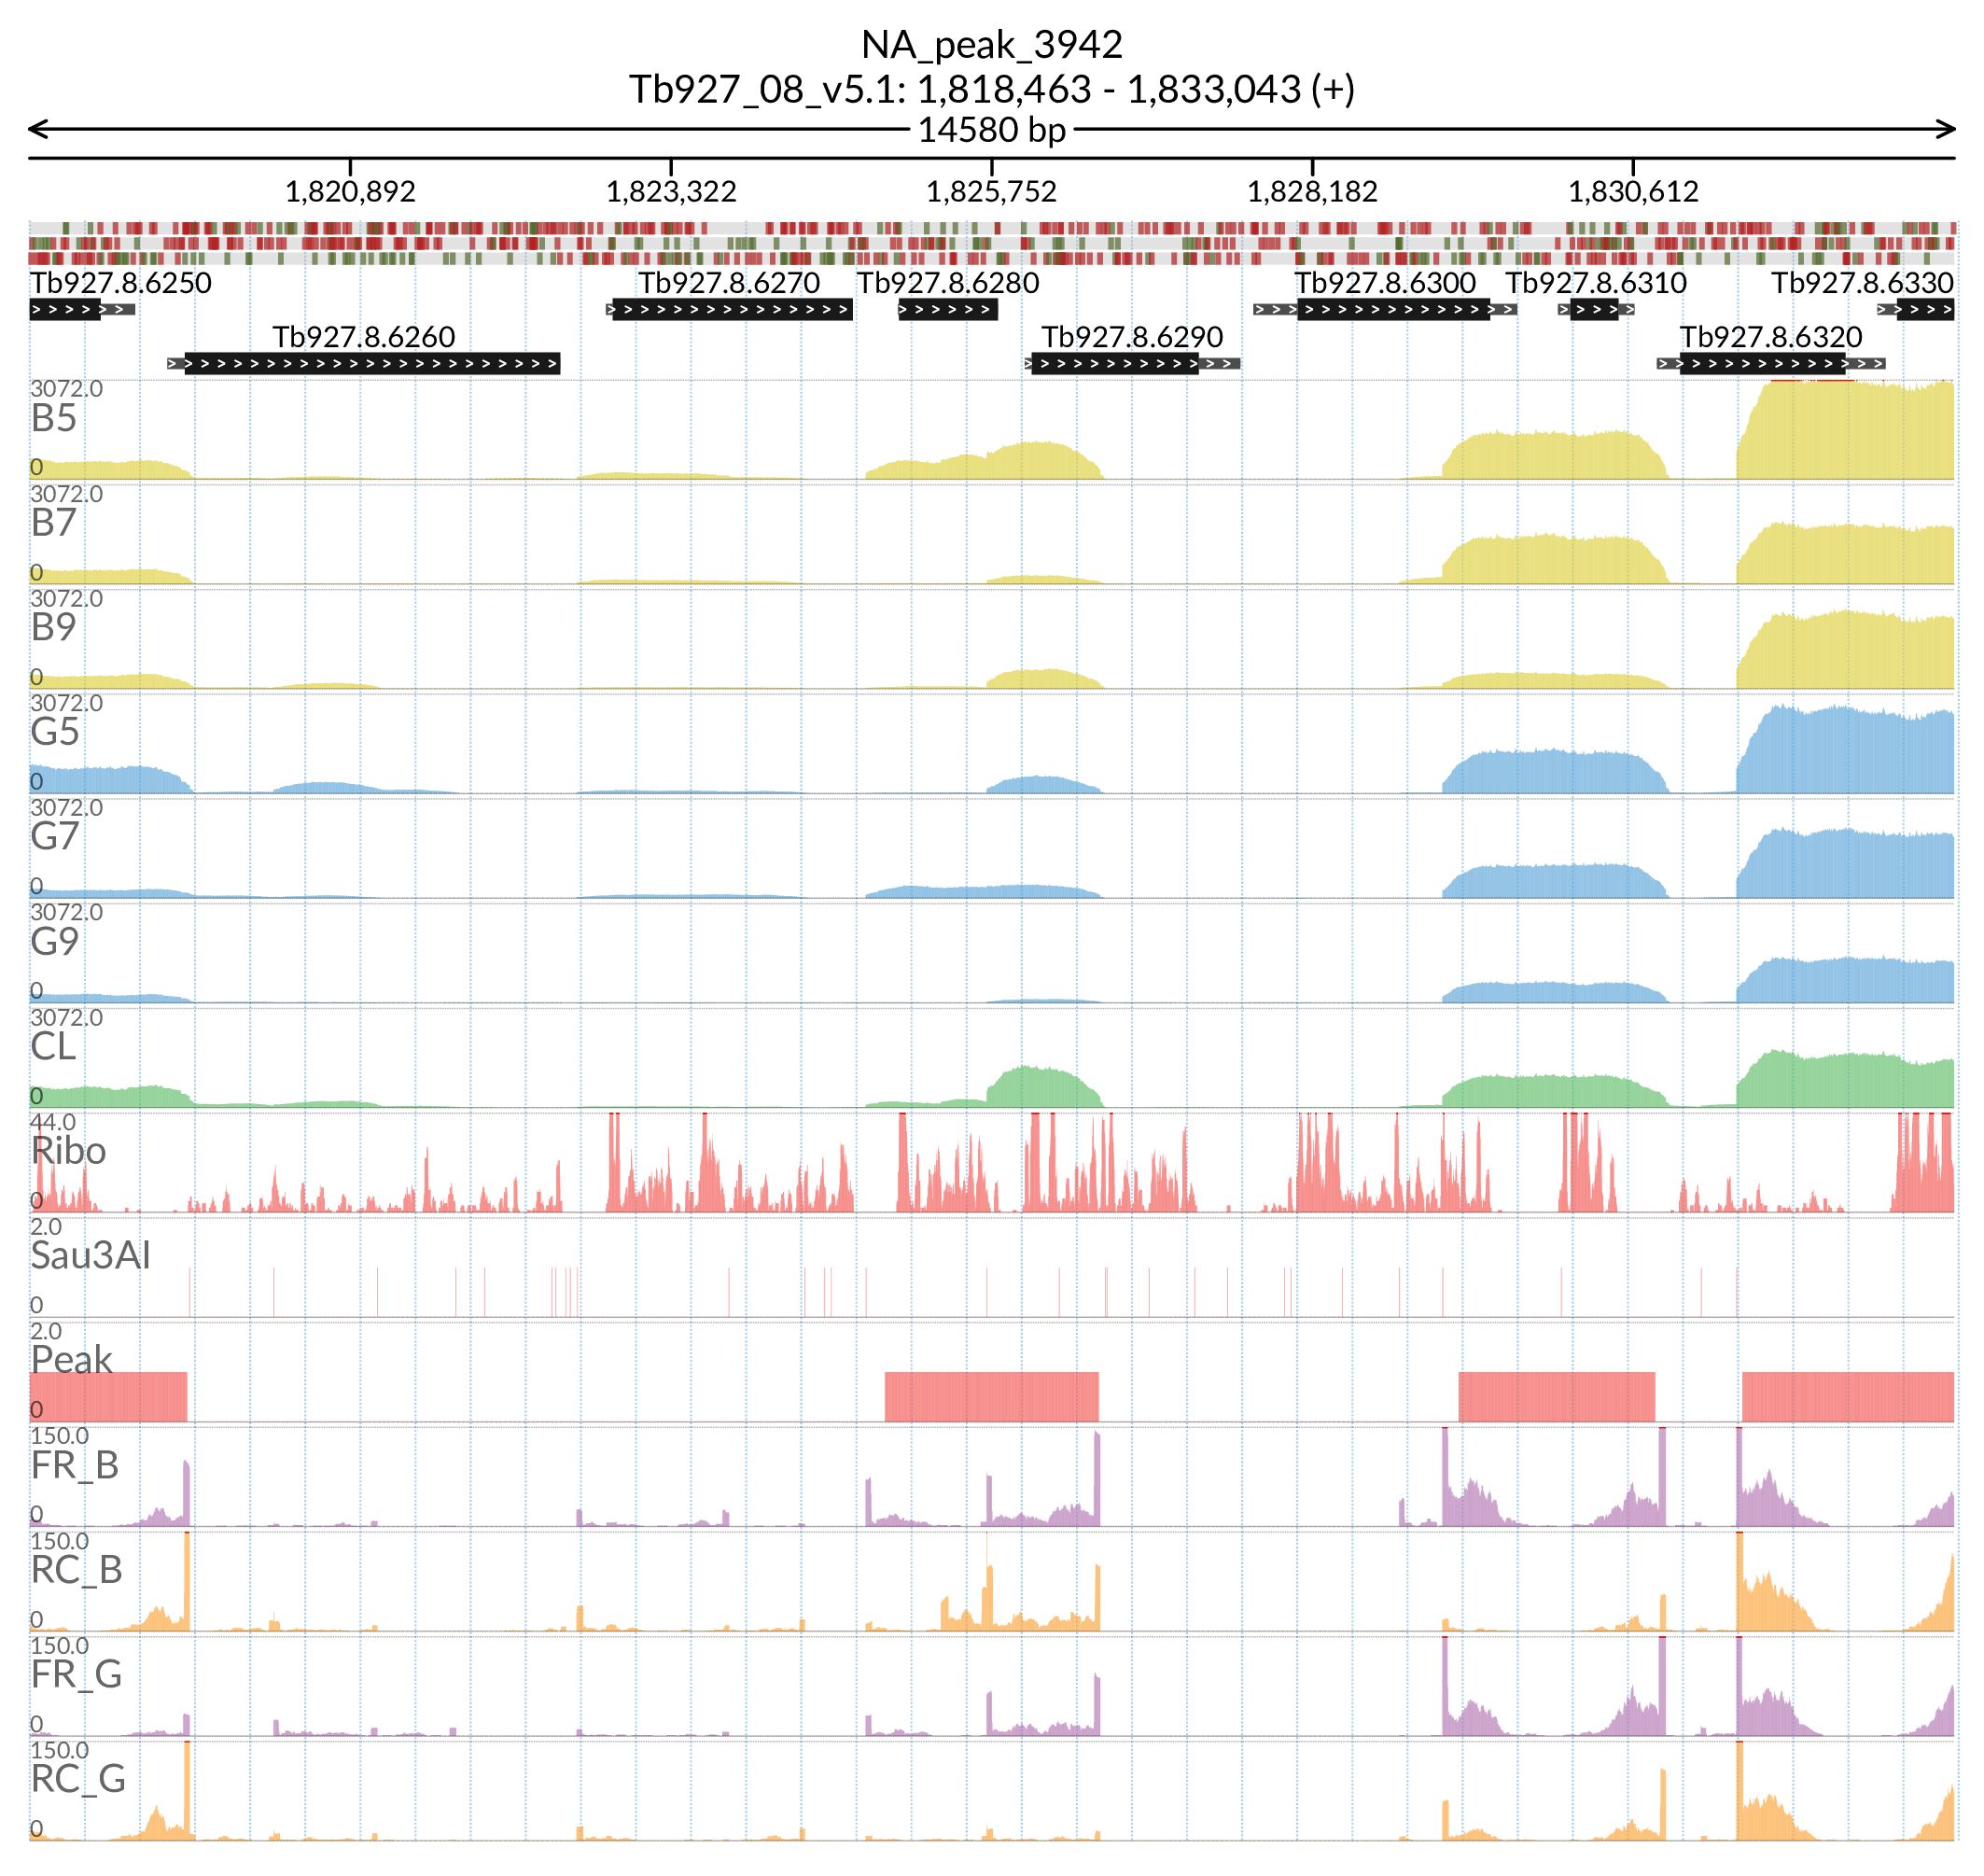 NA_peak_3942
Tb927_08_v5.1: 1,818,463 - 1,833,043 (+)
14580 bp
1,820,892 1,823,322 1,825,752 1,828,182 1,830,612
Tb927.8.6250 Tb927.8.6270 Tb927.8.6280 Tb927.8.6300 Tb927.8.6310 Tb927.8.6330
Tb927.8.6260 Tb927.8.6290 Tb927.8.6320
3072.0
B5
0
3072.0
B7
0
3072.0
B9
0
3072.0
G5
0
3072.0
G7
0
3072.0
G9
0
3072.0
CL
0
44.0
Ribo
0
2.0
Sau3AI
0
2.0
Peak
0
150.0
FR_B
0
150.0
RC_B
0
150.0
FR_G
0
150.0
RC_G
0